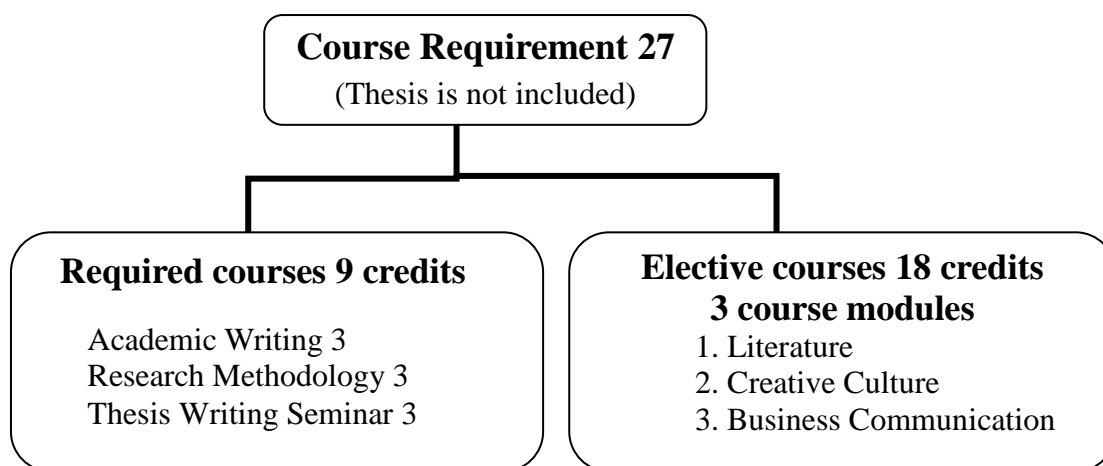 Course Requirement 27
(Thesis is not included)
Required courses 9 credits
Academic Writing 3
Research Methodology 3
Thesis Writing Seminar 3
Elective courses 18 credits
3 course modules
1. Literature
2. Creative Culture
3. Business Communication